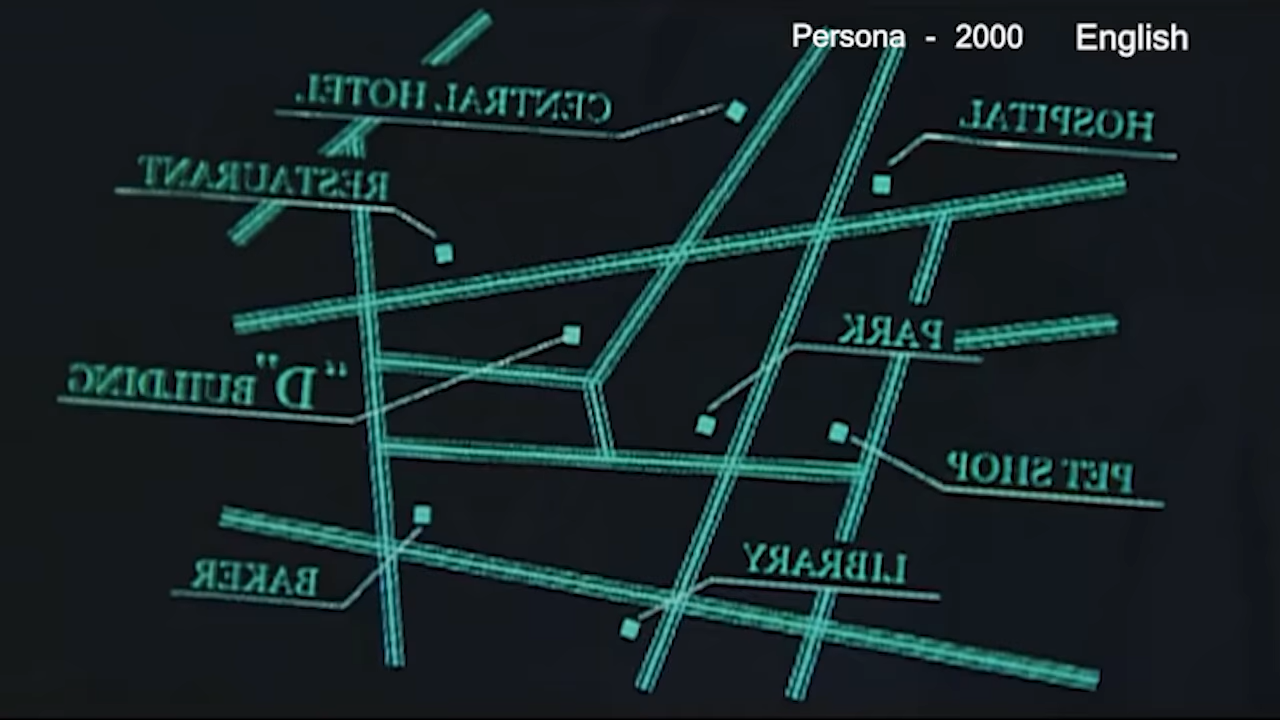 Persona - 2000 English
CENTRAL HOTEL
HOSPITAL
RESTAURANT
PARK
"D" BUILDING
PET SHOP
BAKER
LIBRARY